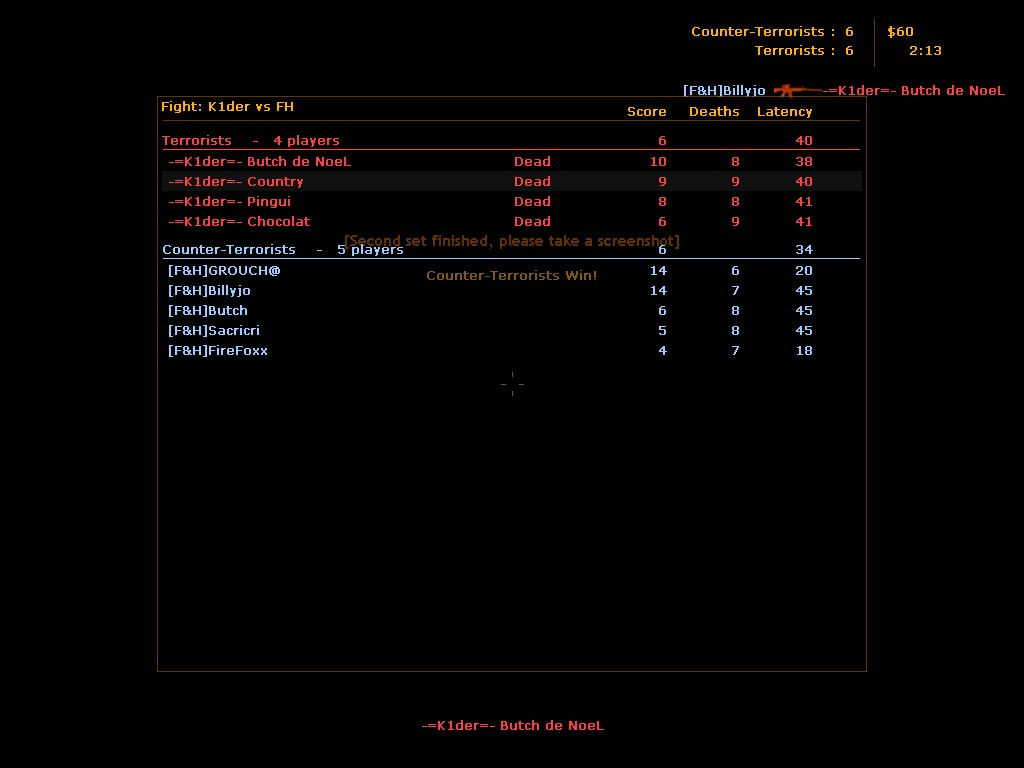 Counter-Terrorists : 6 $60
Terrorists : 6 2:13
[F&H]Billyjo -=K1der=- Butch de NoeL
Fight: K1der vs FH
Score Deaths Latency
Terrorists - 4 players 6 40
-=K1der=- Butch de NoeL Dead 10 8 38
-=K1der=- Country Dead 9 9 40
-=K1der=- Pingui Dead 8 8 41
-=K1der=- Chocolat Dead 6 9 41
[Second set finished, please take a screenshot]
Counter-Terrorists - 5 players 6 34
[F&H]GROUCH@ 14 6 20
Counter-Terrorists Win!
[F&H]Billyjo 14 7 45
[F&H]Butch 6 8 45
[F&H]Sacricri 5 8 45
[F&H]FireFoxx 4 7 18
-=K1der=- Butch de NoeL